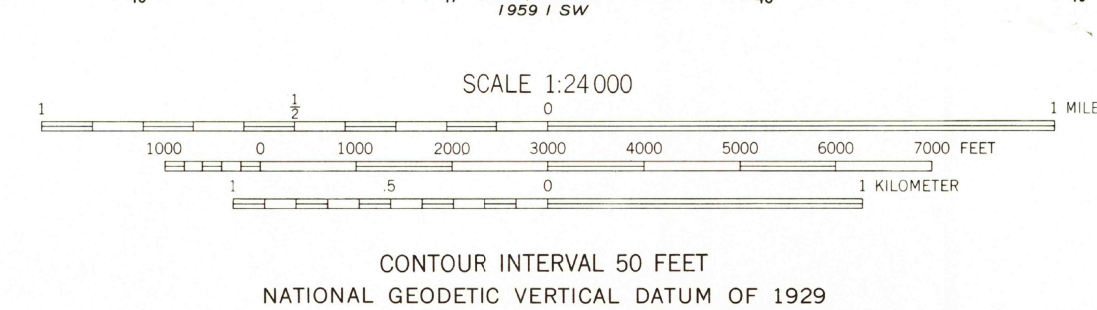 1959 I SW
SCALE 1:24 000
1 1/2 0 1 MILE
1000 0 1000 2000 3000 4000 5000 6000 7000 FEET
1 .5 0 1 KILOMETER
CONTOUR INTERVAL 50 FEET
NATIONAL GEODETIC VERTICAL DATUM OF 1929